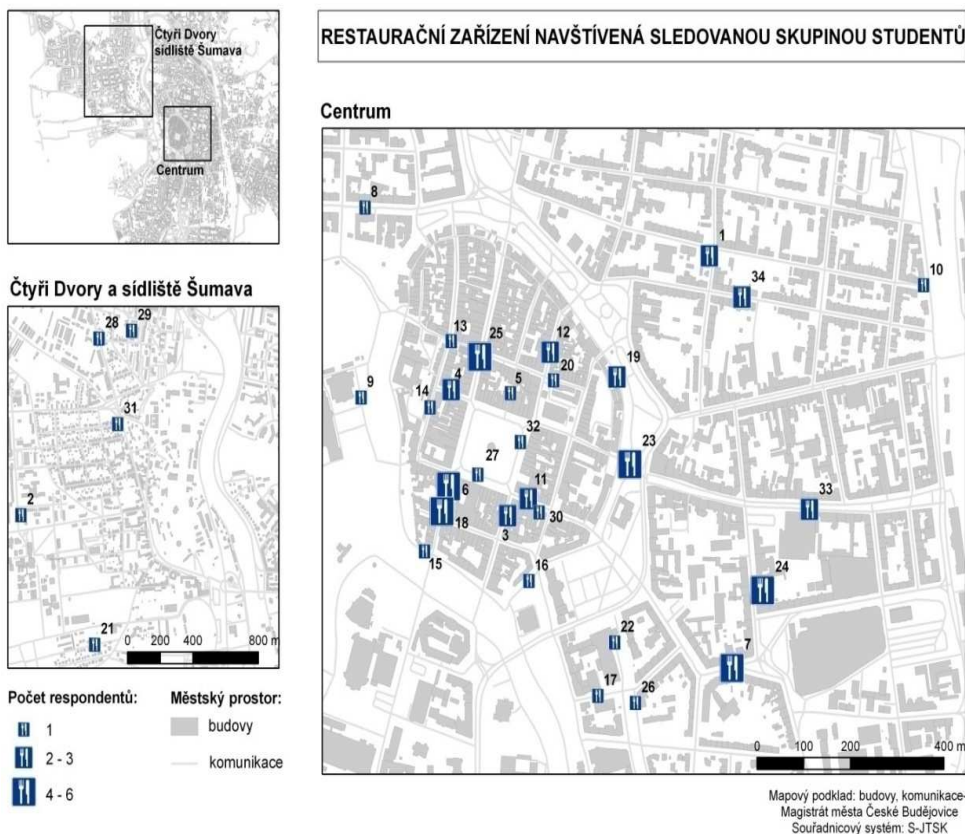 RESTAURAČNÍ ZAŘÍZENÍ NAVŠTÍVENÁ SLEDOVANOU SKUPINOU STUDENTŮ
Čtyři Dvory
sídliště Šumava
Centrum
Centrum
8
1
34
10
13
25
12
19
20
4
5
14
9
32
23
27
11
6
33
18
3
30
15
16
24
22
7
17
26
0 100 200 400 m
Čtyři Dvory a sídliště Šumava
28
29
31
2
21
0 200 400 800 m
Počet respondentů:
1
2 - 3
4 - 6
Městský prostor:
budovy
komunikace
Mapový podklad: budovy, komunikace-
Magistrát města České Budějovice
Souřadnicový systém: S-JTSK